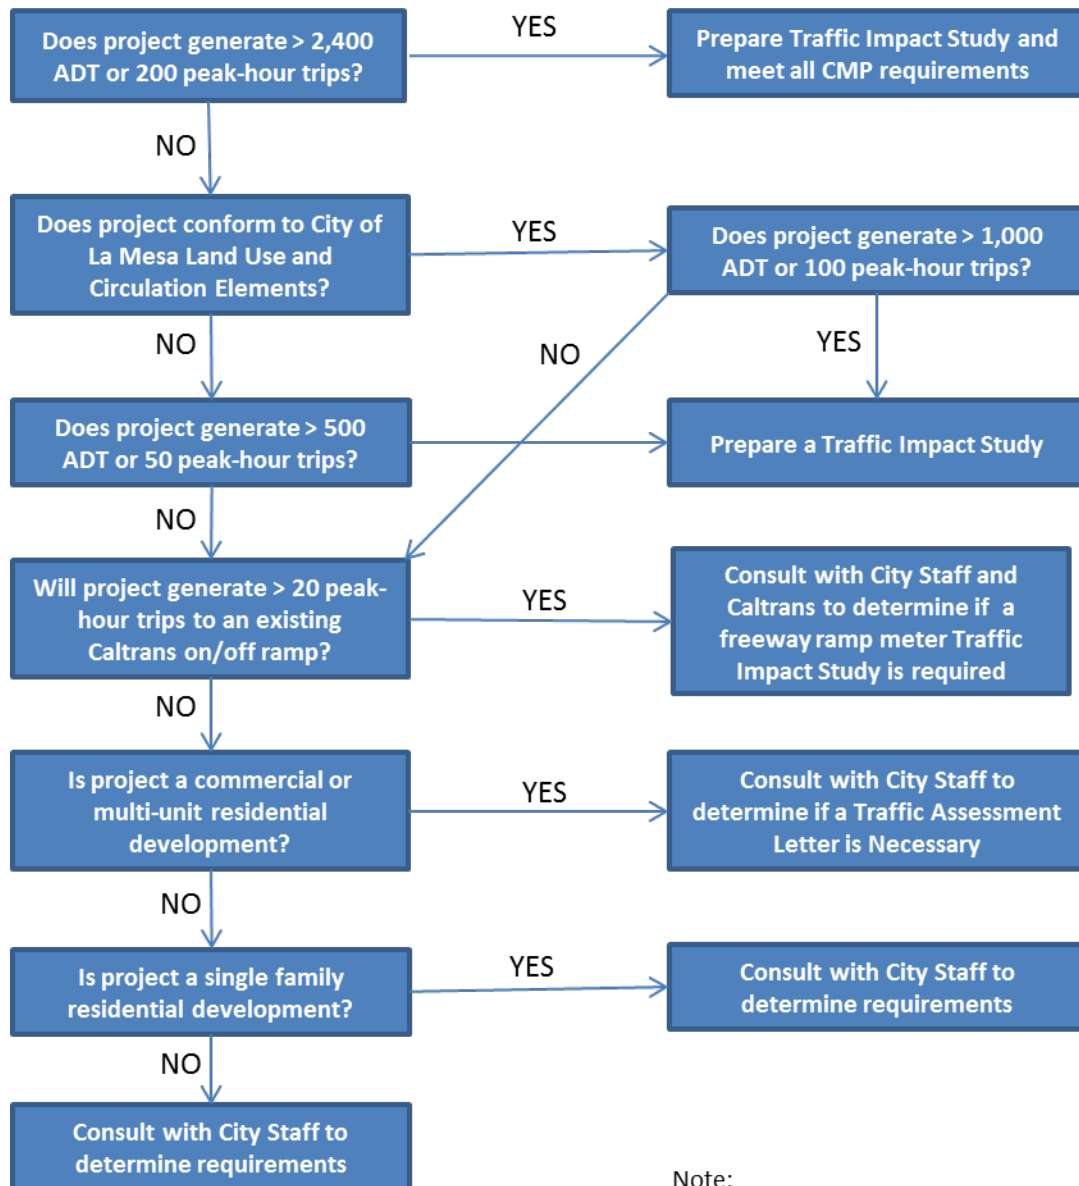 Does project generate > 2,400
ADT or 200 peak-hour trips?
YES
Prepare Traffic Impact Study and
meet all CMP requirements
NO
Does project conform to City of
La Mesa Land Use and
Circulation Elements?
YES
Does project generate > 1,000
ADT or 100 peak-hour trips?
NO
NO
YES
Does project generate > 500
ADT or 50 peak-hour trips?
Prepare a Traffic Impact Study
NO
Will project generate > 20 peak-
hour trips to an existing
Caltrans on/off ramp?
YES
Consult with City Staff and
Caltrans to determine if a
freeway ramp meter Traffic
Impact Study is required
NO
Is project a commercial or
multi-unit residential
development?
YES
Consult with City Staff to
determine if a Traffic Assessment
Letter is Necessary
NO
Is project a single family
residential development?
YES
Consult with City Staff to
determine requirements
NO
Consult with City Staff to
determine requirements
Note: